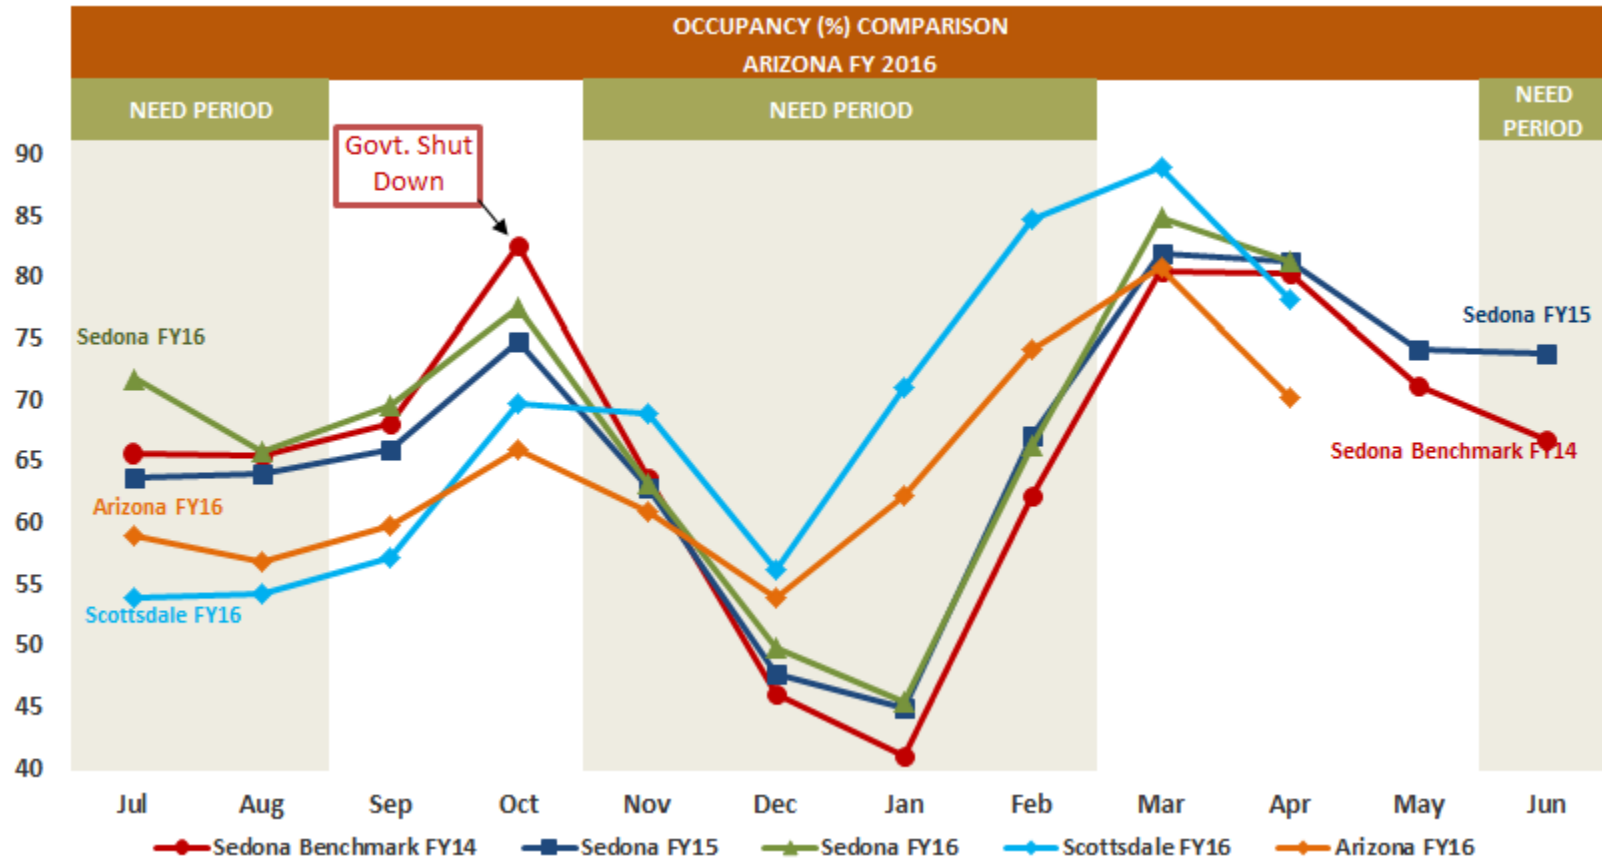 OCCUPANCY (%) COMPARISON
ARIZONA FY 2016
NEED PERIOD
NEED PERIOD
NEED
PERIOD
Govt. Shut
Down
90
85
80
75
70
65
60
55
50
45
40
Sedona FY16
Arizona FY16
Scottsdale FY16
Sedona FY15
Sedona Benchmark FY14
Jul Aug Sep Oct Nov Dec Jan Feb Mar Apr May Jun
Sedona Benchmark FY14 Sedona FY15 Sedona FY16 Scottsdale FY16 Arizona FY16